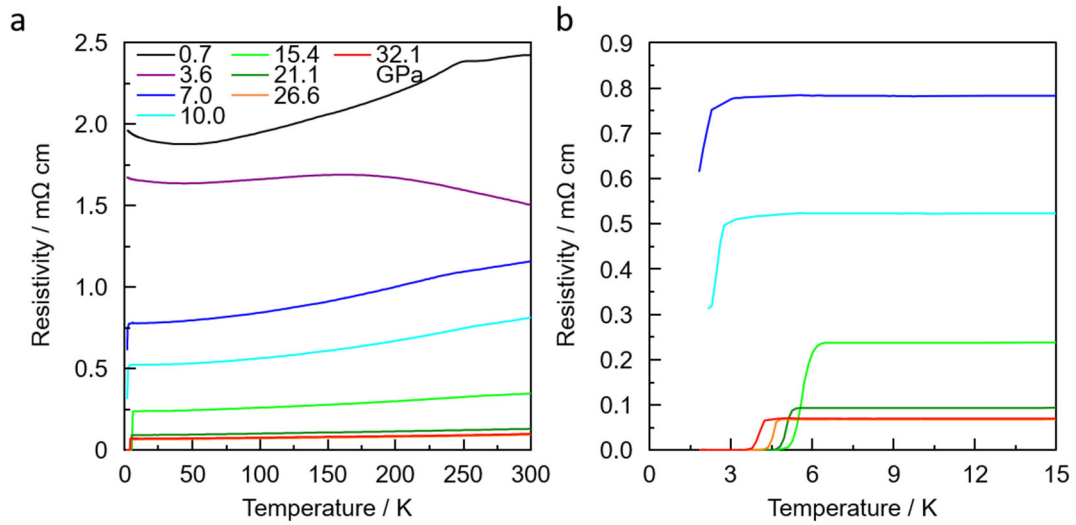 a
b
2.5
2.0
1.5
1.0
0.5
0
Resistivity / mΩ cm
0.7 15.4 32.1
3.6 21.1 GPa
7.0 26.6
10.0
0 50 100 150 200 250 300
Temperature / K
0.9
0.8
0.7
0.6
0.5
0.4
0.3
0.2
0.1
0.0
Resistivity / mΩ cm
0 3 6 9 12 15
Temperature / K